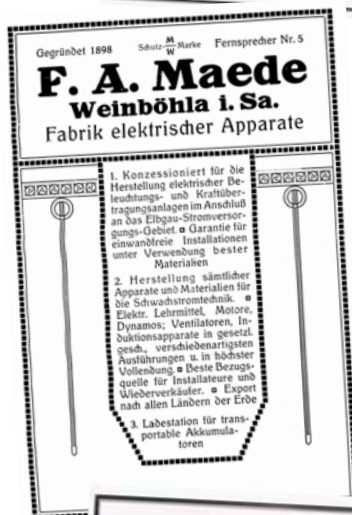 Gegründet 1898 Schutz- M/W Marke Fernsprecher Nr. 5
F. A. Maede
Weinböhla i. Sa.
Fabrik elektrischer Apparate
1. Konzessioniert für die
Herstellung elektrischer Be-
leuchtungs- und Kraftüber-
tragungsanlagen im Anschluß
an das Elbgau-Stromversor-
gungs-Gebiet. ¤ Garantie für
einwandfreie Installationen
unter Verwendung bester
Materialien
2. Herstellung sämtlicher
Apparate und Materialien für
die Schwachstromtechnik. ¤
Elektr. Lehrmittel, Motore,
Dynamos; Ventilatoren, In-
duktionsapparate in gesetzl.
gesch., verschiedenartigsten
Ausführungen u. in höchster
Vollendung. ¤ Beste Bezugs-
quelle für Installateure und
Wiederverkäufer. ¤ Export
nach allen Ländern der Erde
3. Ladestation für trans-
portable Akkumula-
toren